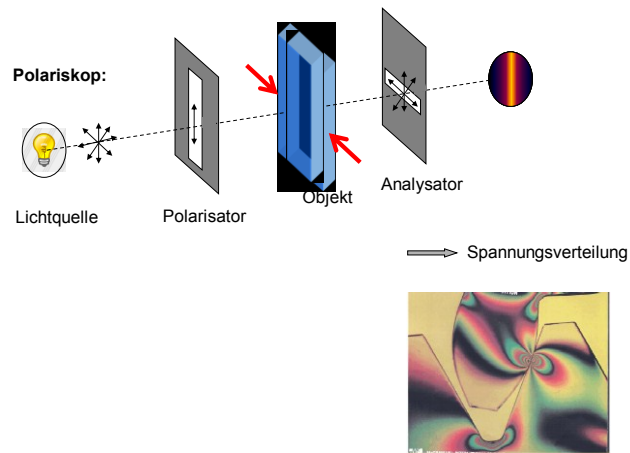 Polariskop:
Lichtquelle
Polarisator
Objekt
Analysator
Spannungsverteilung